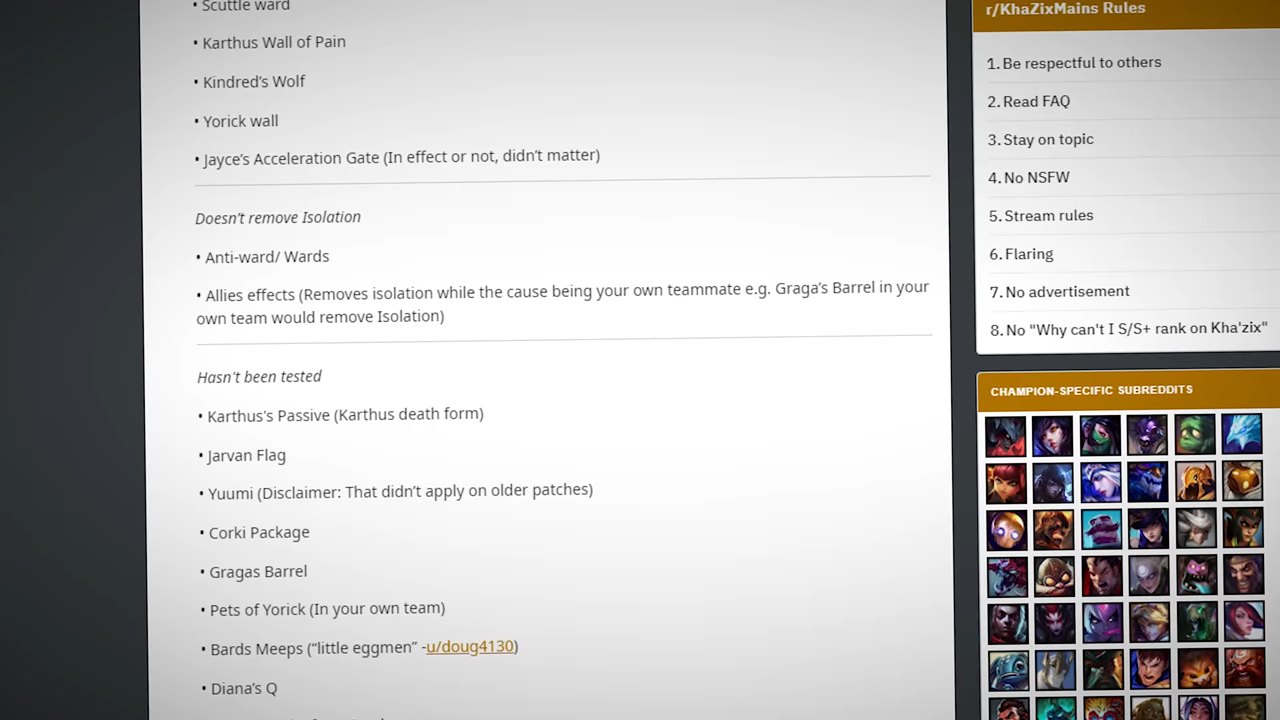 • Scuttle ward
• Karthus Wall of Pain
• Kindred's Wolf
• Yorick wall
• Jayce's Acceleration Gate (In effect or not, didn't matter)
Doesn't remove Isolation
• Anti-ward/ Wards
• Allies effects (Removes isolation while the cause being your own teammate e.g. Graga's Barrel in your
own team would remove Isolation)
Hasn't been tested
• Karthus's Passive (Karthus death form)
• Jarvan Flag
• Yuumi (Disclaimer: That didn't apply on older patches)
• Corki Package
• Gragas Barrel
• Pets of Yorick (In your own team)
• Bards Meeps (“little eggmen” -u/doug4130)
• Diana's Q
r/KhaZixMains Rules
1. Be respectful to others
2. Read FAQ
3. Stay on topic
4. No NSFW
5. Stream rules
6. Flaring
7. No advertisement
8. No "Why can't I S/S+ rank on Kha'zix"
CHAMPION-SPECIFIC SUBREDDITS